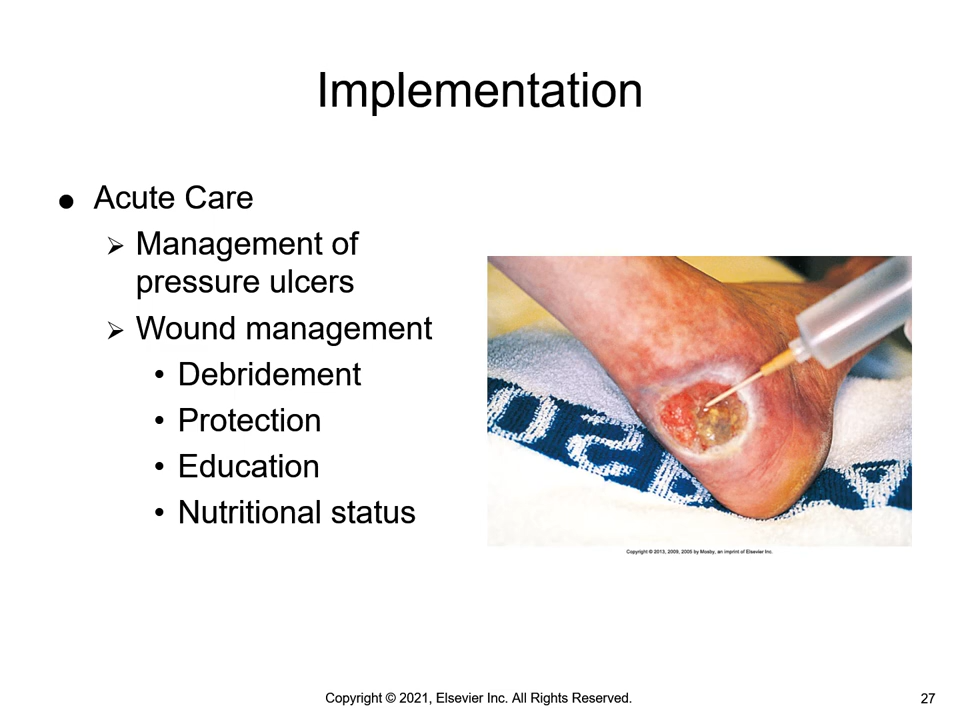 Implementation
● Acute Care
➢ Management of
pressure ulcers
➢ Wound management
• Debridement
• Protection
• Education
• Nutritional status
Copyright © 2013, 2009, 2005 by Mosby, an imprint of Elsevier Inc.
Copyright © 2021, Elsevier Inc. All Rights Reserved.
27